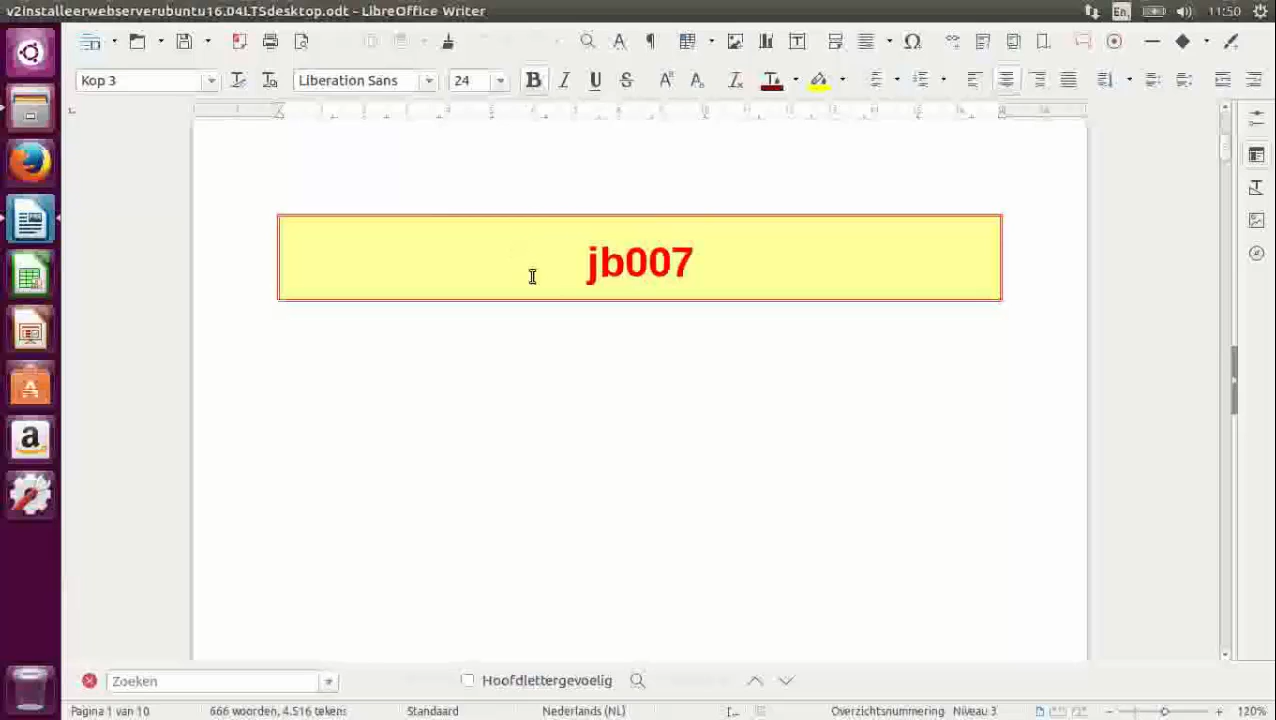 v2installeerwebserverubuntu16.04LTSdesktop.odt - LibreOffice Writer
En
11:50
Kop 3
Liberation Sans
24
jb007
Zoeken
Hoofdlettergevoelig
Pagina 1 van 10
666 woorden, 4.516 tekens
Standaard
Nederlands (NL)
Overzichtsnummering
Niveau 3
120%